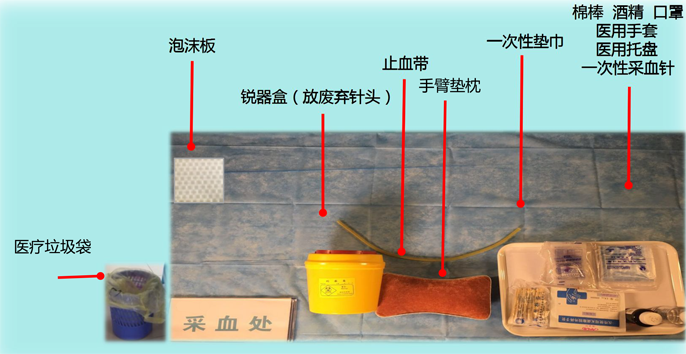 棉棒 酒精 口罩
医用手套
医用托盘
一次性采血针
一次性垫巾
泡沫板
止血带
手臂垫枕
锐器盒（放废弃针头）
医疗垃圾袋
采血处